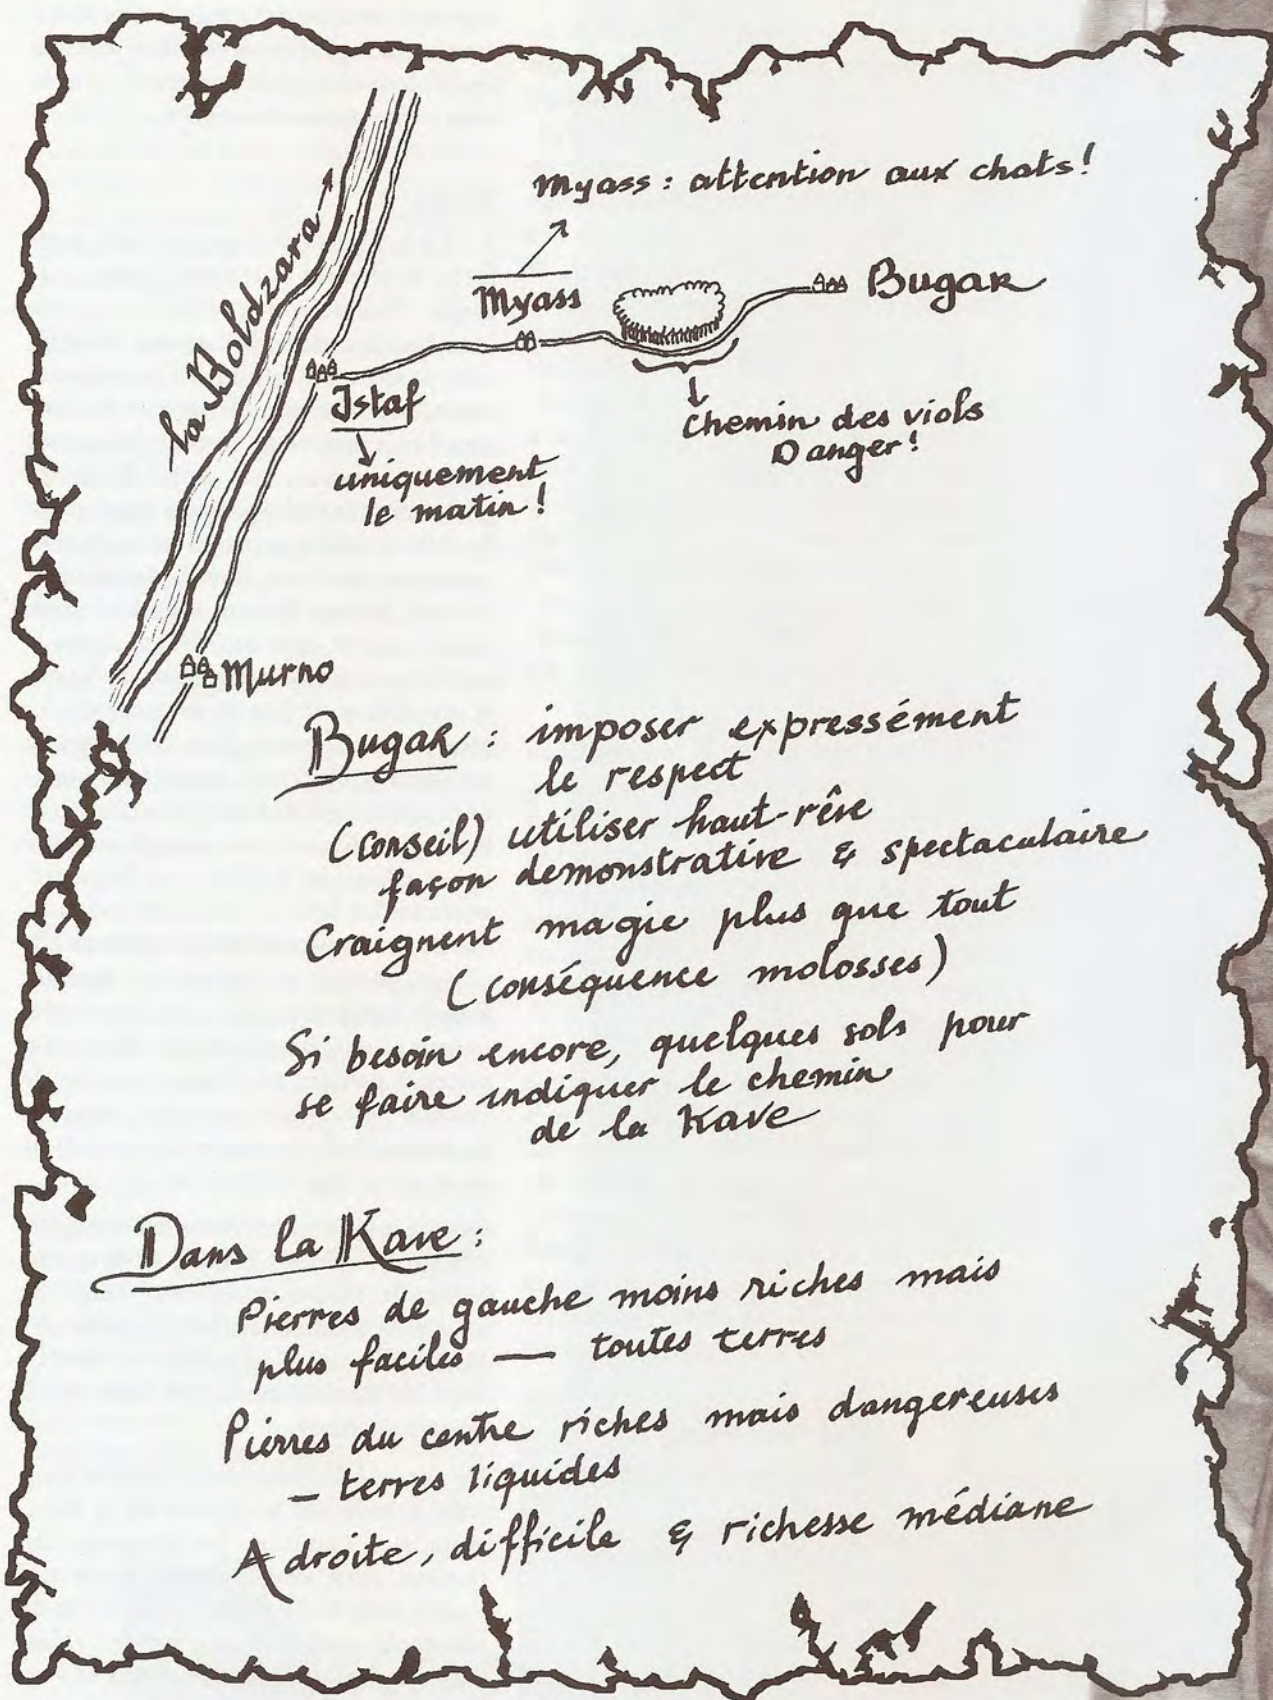 la Boldzara
Myass : attention aux chats !
Myass
Bugar
Istaf
uniquement
le matin !
Chemin des viols
Danger !
Murno
Bugar : imposer expressément
le respect
(conseil) utiliser haut-rêve
façon demonstrative & spectaculaire
Craignent magie plus que tout
(conséquence molosses)
Si besoin encore, quelques sols pour
se faire indiquer le chemin
de la Kave
Dans la Kave :
Pierres de gauche moins riches mais
plus faciles — toutes terres
Pierres du centre riches mais dangereuses
— terres liquides
A droite, difficile & richesse médiane